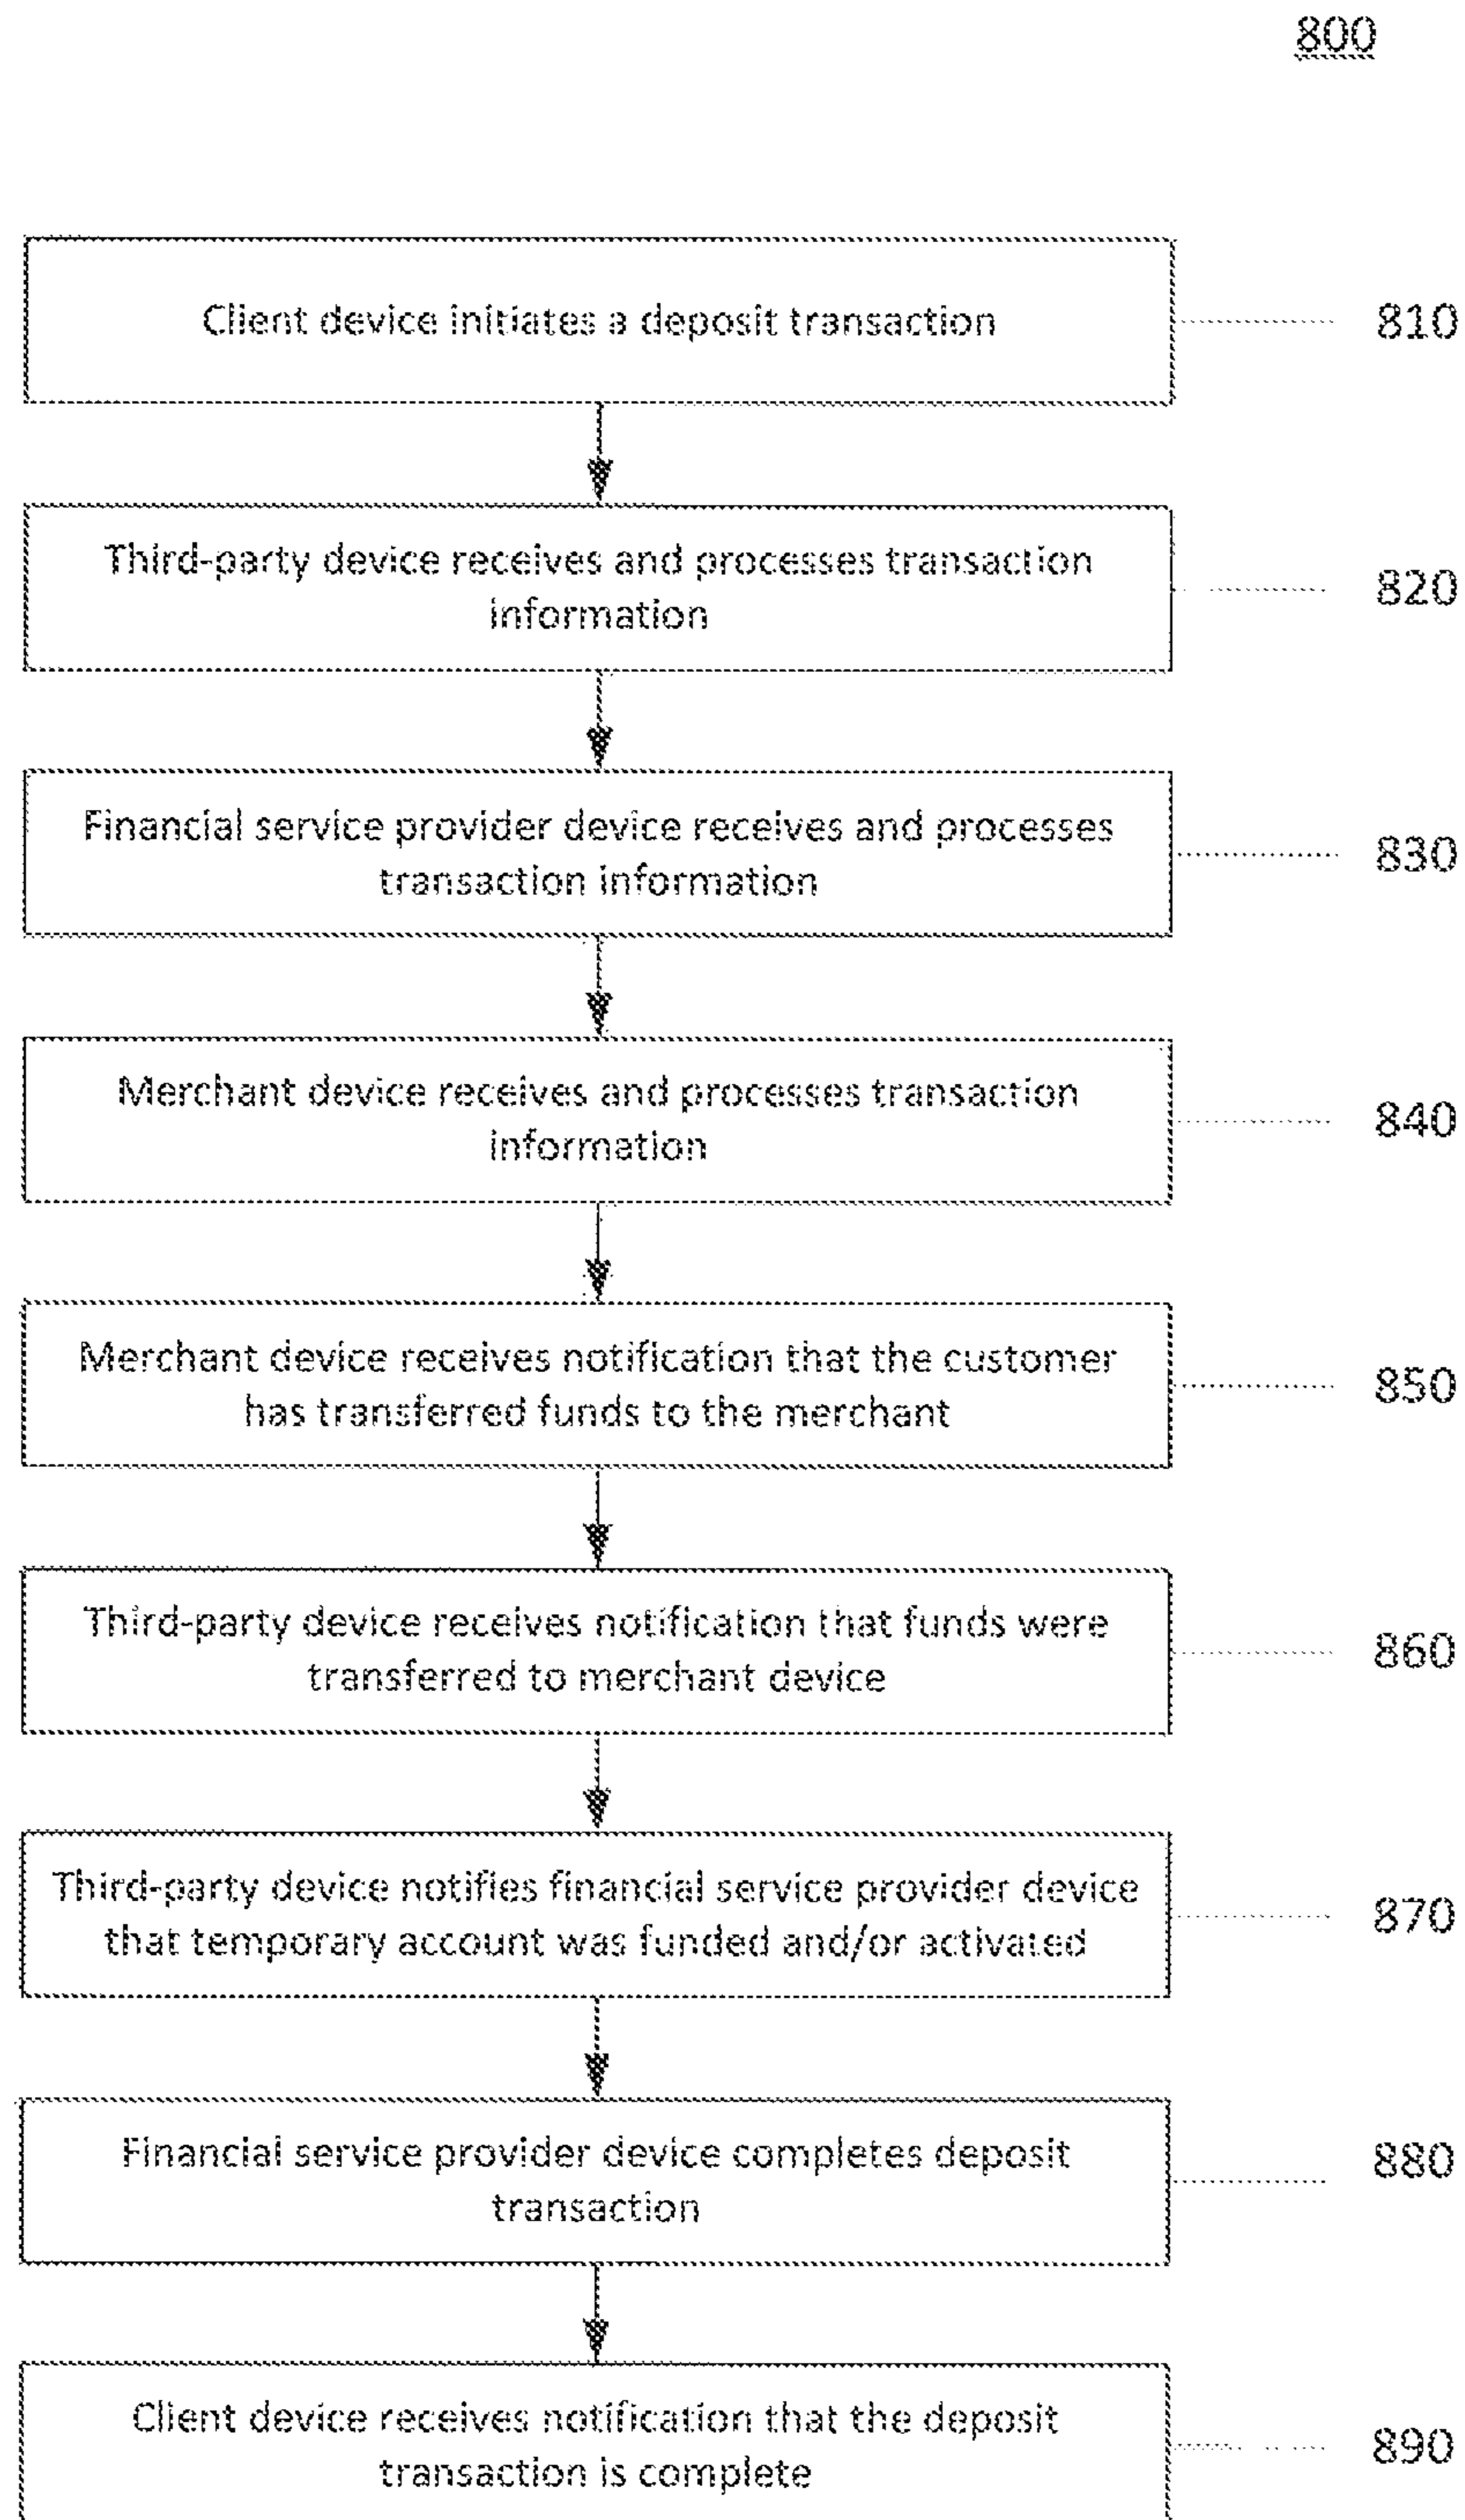 800
Client device initiates a deposit transaction
810
Third-party device receives and processes transaction
information
820
Financial service provider device receives and processes
transaction information
830
Merchant device receives and processes transaction
information
840
Merchant device receives notification that the customer
has transferred funds to the merchant
850
Third-party device receives notification that funds were
transferred to merchant device
860
Third-party device notifies financial service provider device
that temporary account was funded and/or activated
870
Financial service provider device completes deposit
transaction
880
Client device receives notification that the deposit
transaction is complete
890